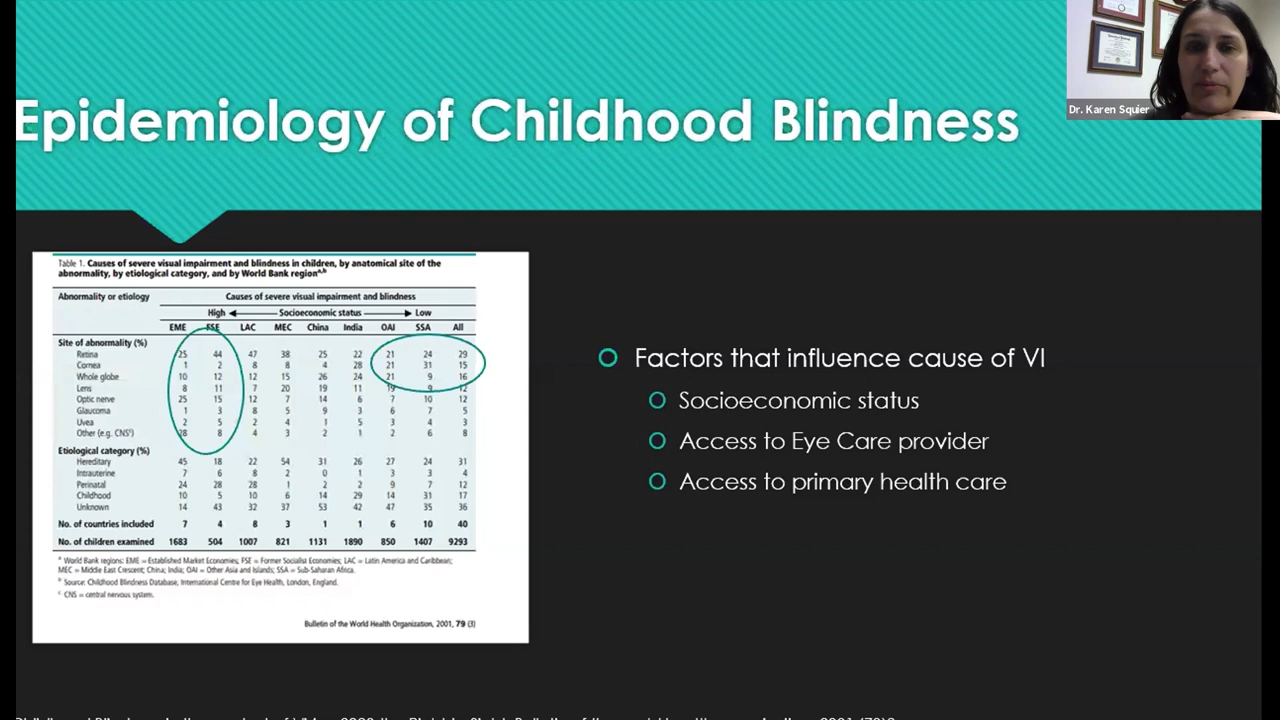 Epidemiology of Childhood Blindness
Dr. Karen Squier
Table 1. Causes of severe visual impairment and blindness in children, by anatomical site of the
abnormality, by etiological category, and by World Bank region a,b
Abnormality or etiology Causes of severe visual impairment and blindness
High ◄ Socioeconomic status ► Low
EME FSE LAC MEC China India OAI SSA All
Site of abnormality (%)
Retina 25 44 47 38 25 22 21 24 29
Cornea 1 2 8 8 4 28 21 31 15
Whole globe 10 12 12 15 26 24 21 9 16
Lens 8 11 7 20 19 11 19 9 12
Optic nerve 25 15 12 7 14 6 7 10 12
Glaucoma 1 3 8 5 9 3 6 7 5
Uvea 2 5 2 4 1 5 3 4 3
Other (e.g. CNSc) 28 8 4 3 2 1 2 6 8
Etiological category (%)
Hereditary 45 18 22 54 31 26 27 24 31
Intrauterine 7 6 8 2 0 1 3 3 4
Perinatal 24 28 28 1 2 2 9 7 12
Childhood 10 5 10 6 14 29 14 31 17
Unknown 14 43 32 37 53 42 47 35 36
No. of countries included 7 4 8 3 1 1 6 10 40
No. of children examined 1683 504 1007 821 1131 1890 850 1407 9293
a World Bank regions: EME = Established Market Economies; FSE = Former Socialist Economies; LAC = Latin America and Caribbean;
MEC = Middle East Crescent; China; India; OAI = Other Asia and Islands; SSA = Sub-Saharan Africa.
b Source: Childhood Blindness Database, International Centre for Eye Health, London, England.
c CNS = central nervous system.
Bulletin of the World Health Organization, 2001, 79 (3)
Factors that influence cause of VI
Socioeconomic status
Access to Eye Care provider
Access to primary health care